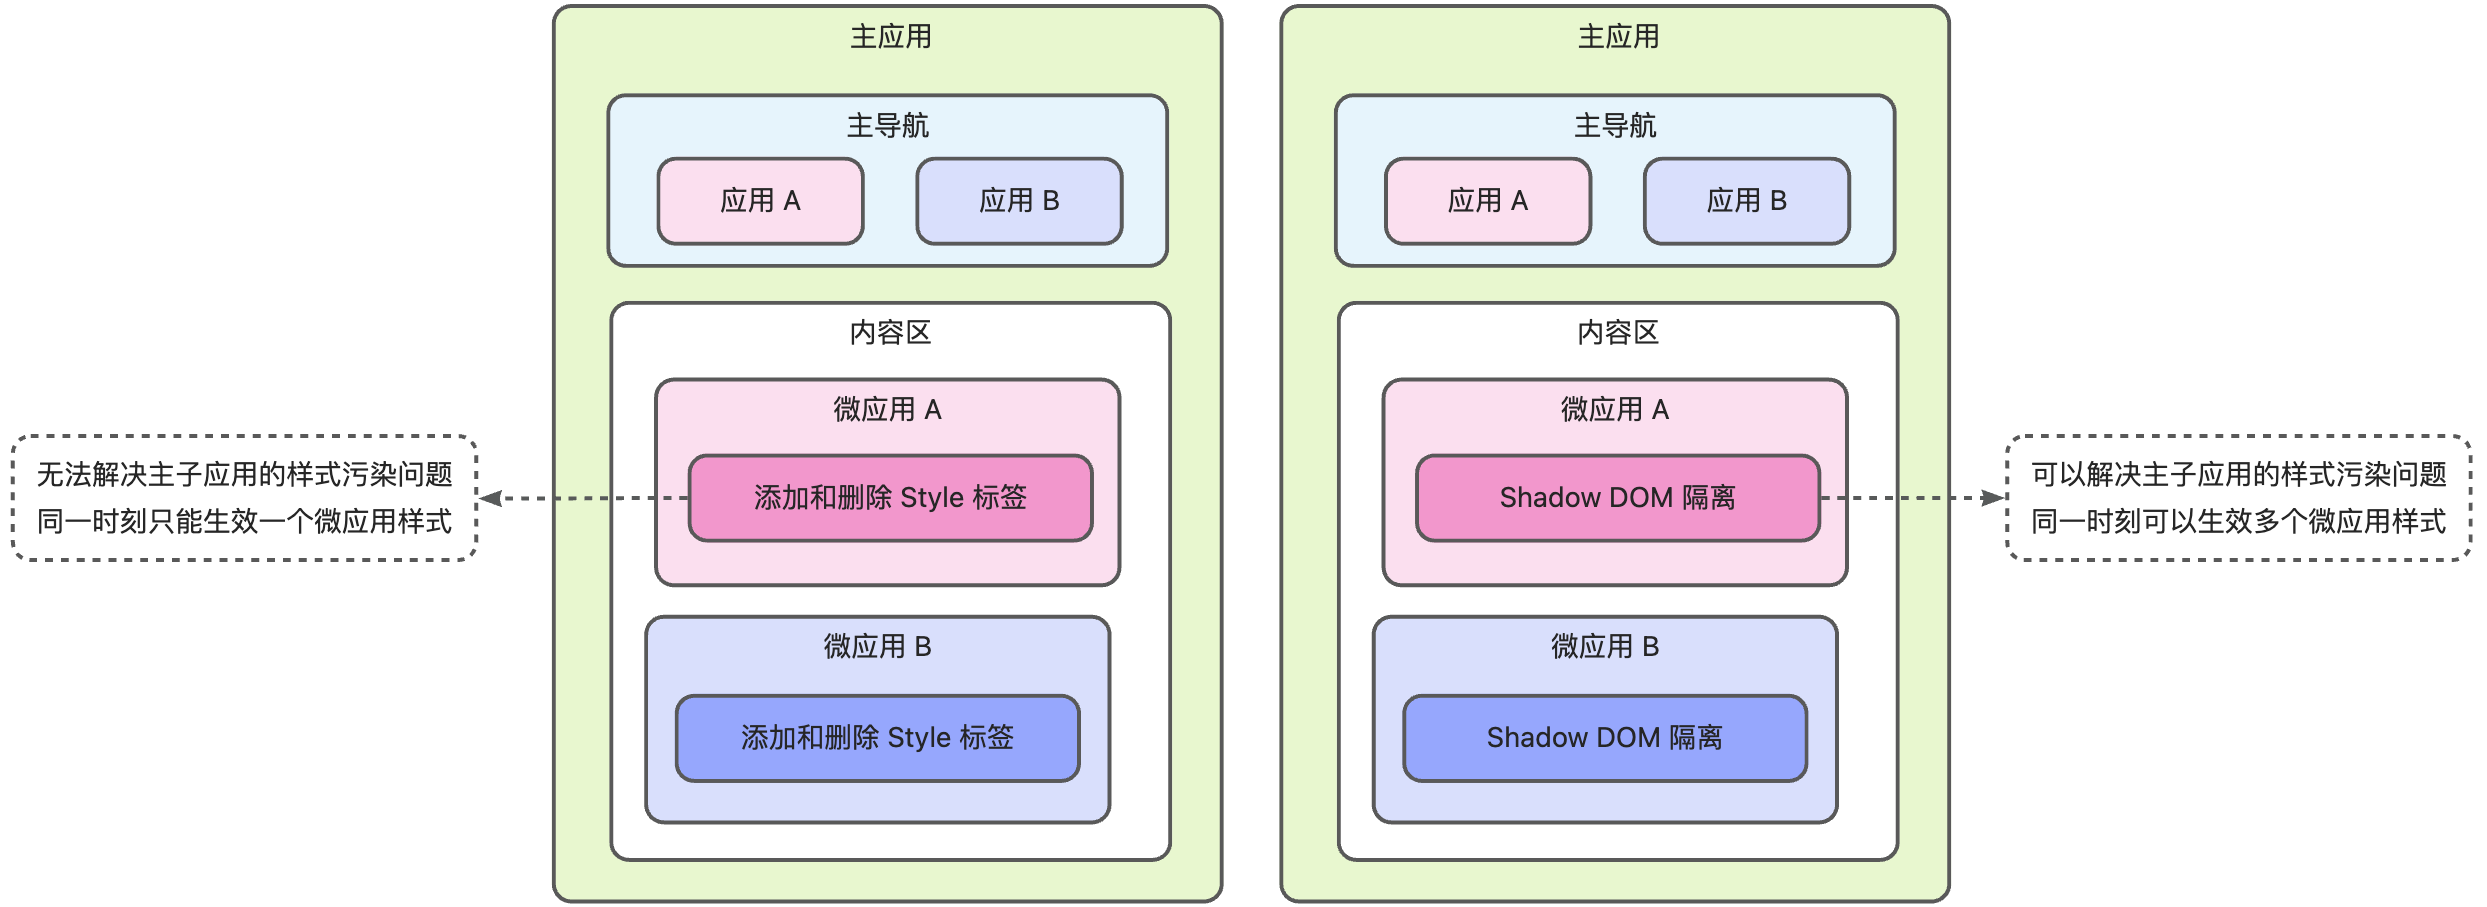 主应用
主导航
应用 A
应用 B
内容区
微应用 A
添加和删除 Style 标签
微应用 B
添加和删除 Style 标签
无法解决主子应用的样式污染问题
同一时刻只能生效一个微应用样式
主应用
主导航
应用 A
应用 B
内容区
微应用 A
Shadow DOM 隔离
微应用 B
Shadow DOM 隔离
可以解决主子应用的样式污染问题
同一时刻可以生效多个微应用样式